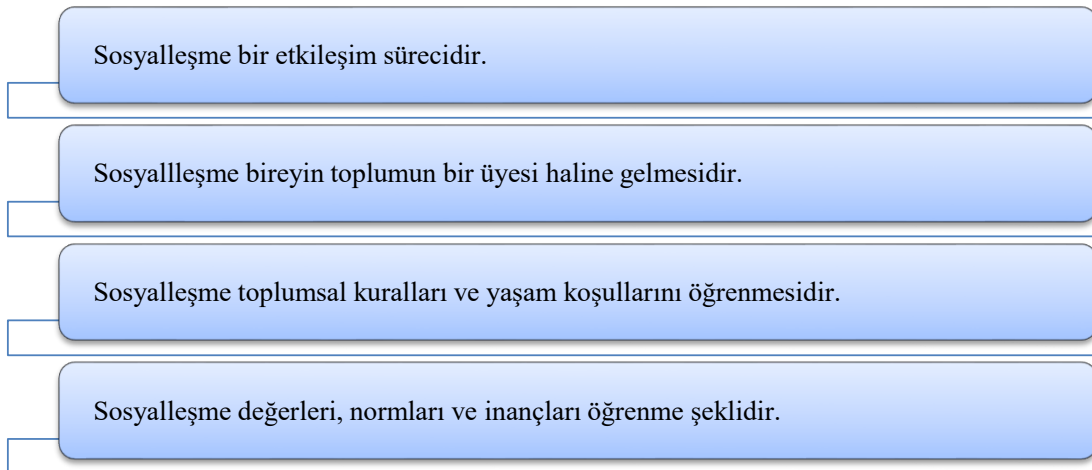 Sosyalleşme bir etkileşim sürecidir.
Sosyallleşme bireyin toplumun bir üyesi haline gelmesidir.
Sosyalleşme toplumsal kuralları ve yaşam koşullarını öğrenmesidir.
Sosyalleşme değerleri, normları ve inançları öğrenme şeklidir.